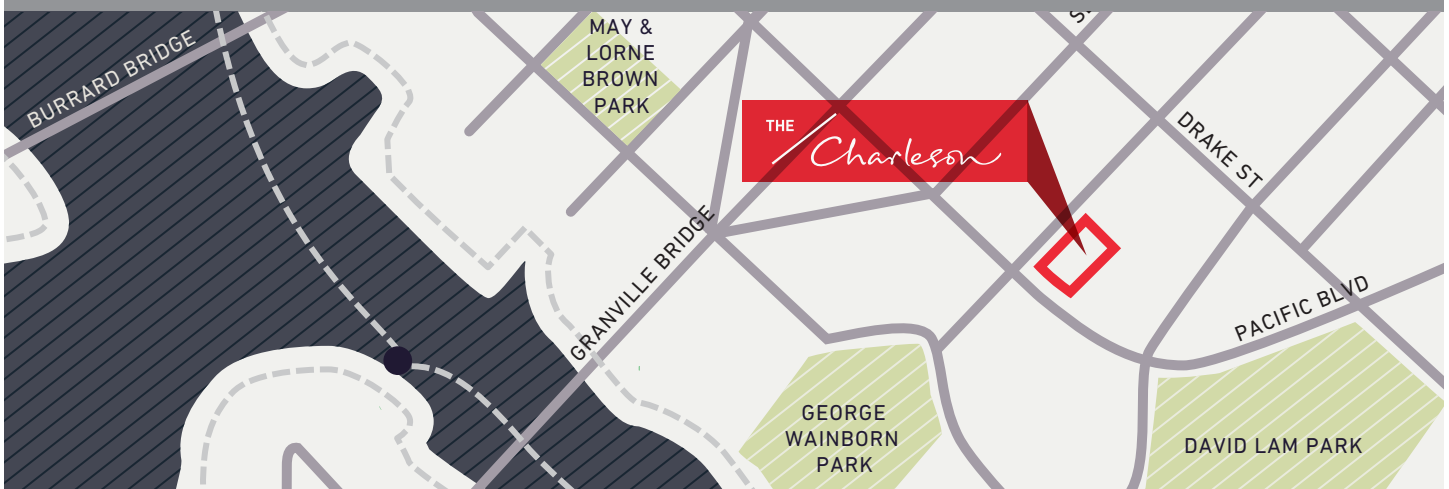 MAY &
LORNE
BROWN
PARK
BURRARD BRIDGE
THE
Charleson
DRAKE ST
GRANVILLE BRIDGE
PACIFIC BLVD
GEORGE
WAINBORN
PARK
DAVID LAM PARK